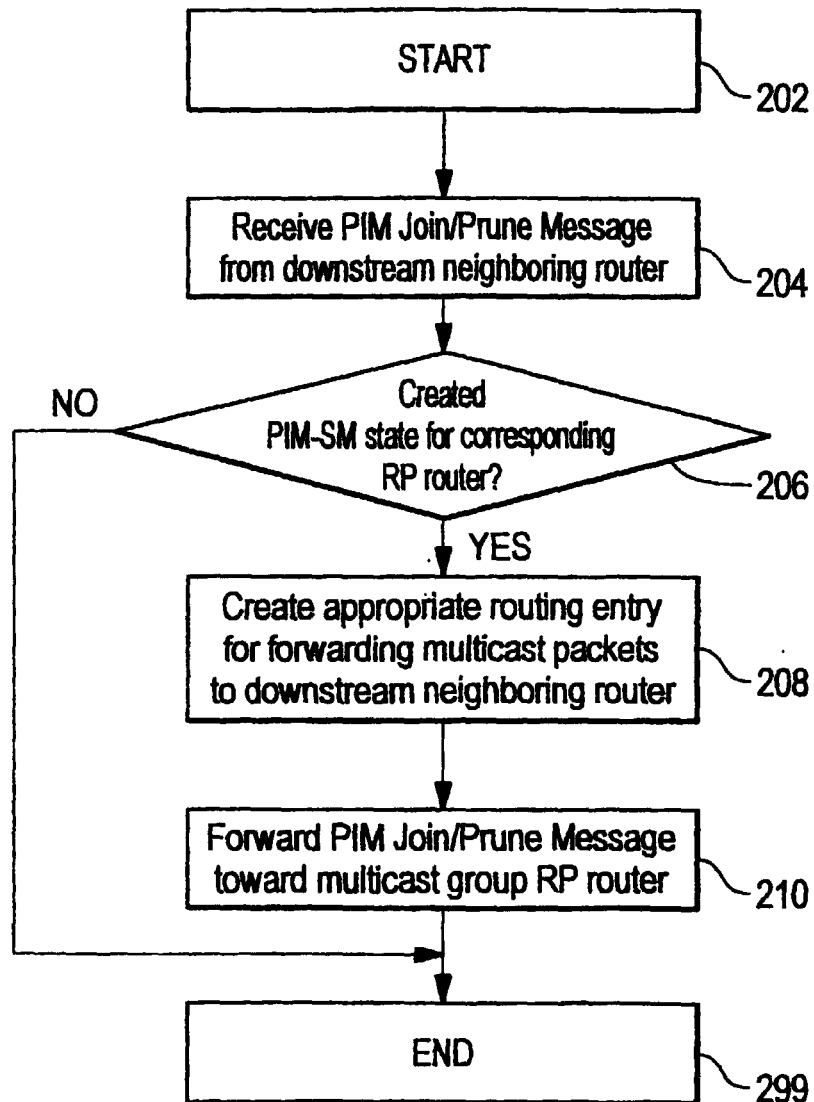 START
202
Receive PIM Join/Prune Message
from downstream neighboring router
204
NO
Created
PIM-SM state for corresponding
RP router?
206
YES
Create appropriate routing entry
for forwarding multicast packets
to downstream neighboring router
208
Forward PIM Join/Prune Message
toward multicast group RP router
210
END
299